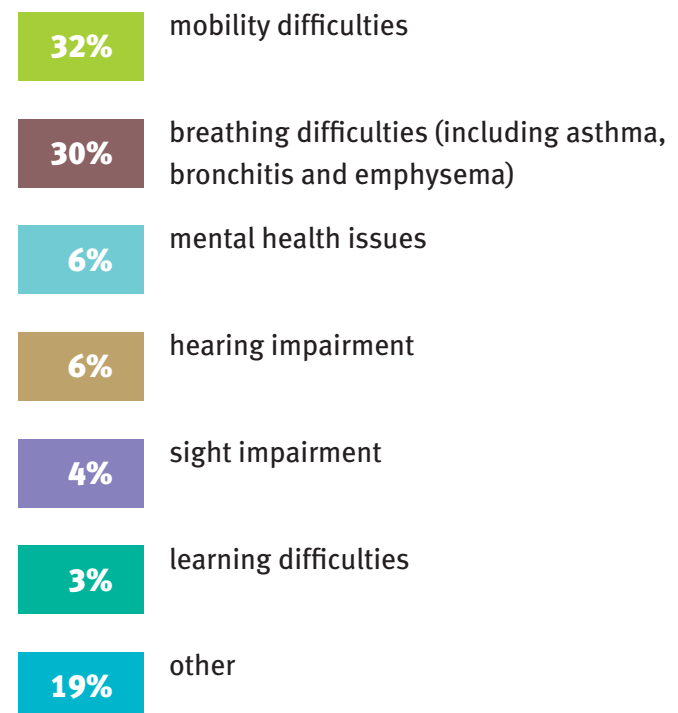 32% mobility difficulties
30% breathing difficulties (including asthma,
bronchitis and emphysema)
6% mental health issues
6% hearing impairment
4% sight impairment
3% learning difficulties
19% other